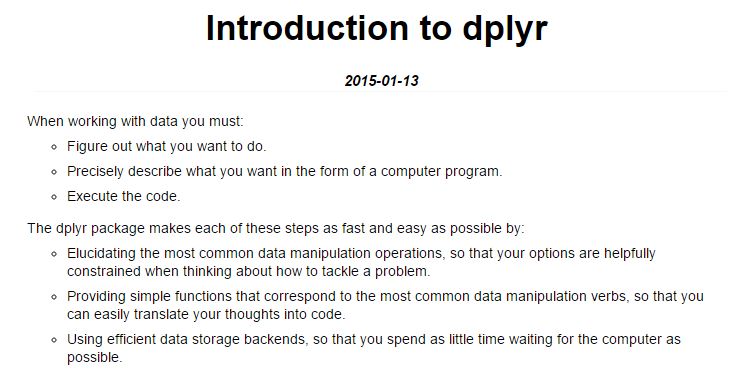 Introduction to dplyr
2015-01-13
When working with data you must:
Figure out what you want to do.
Precisely describe what you want in the form of a computer program.
Execute the code.
The dplyr package makes each of these steps as fast and easy as possible by:
Elucidating the most common data manipulation operations, so that your options are helpfully
constrained when thinking about how to tackle a problem.
Providing simple functions that correspond to the most common data manipulation verbs, so that you
can easily translate your thoughts into code.
Using efficient data storage backends, so that you spend as little time waiting for the computer as
possible.